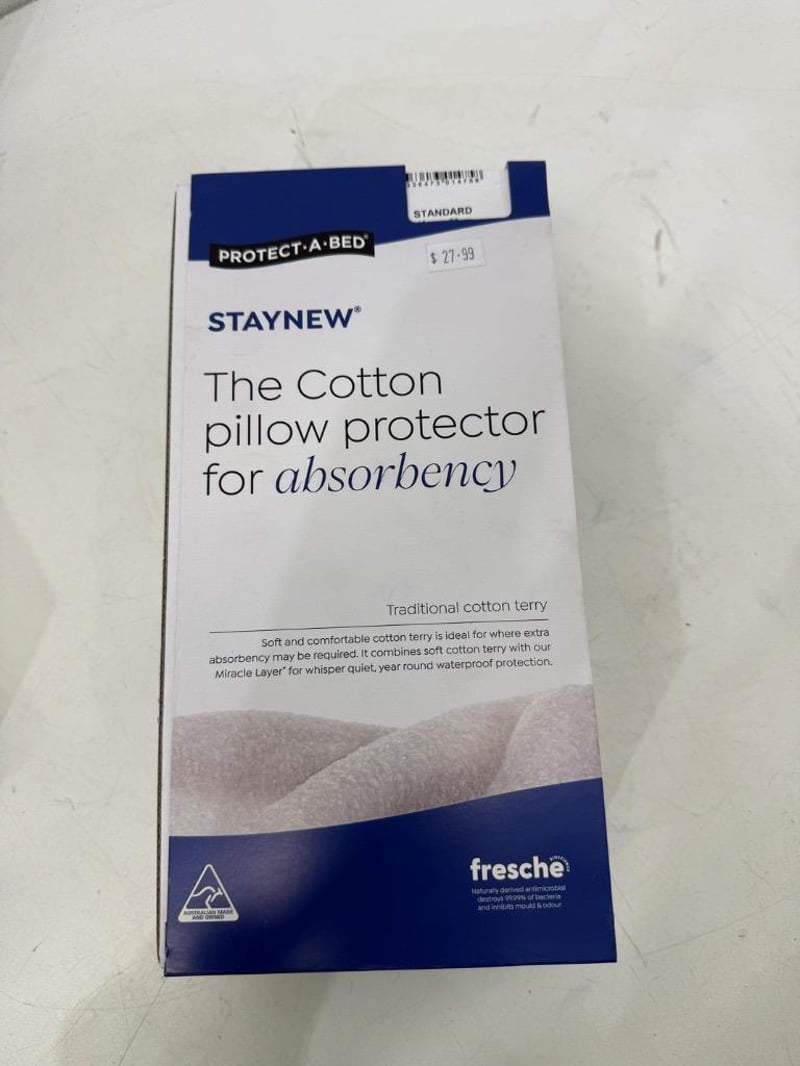 STANDARD
PROTECT·A·BED®
$ 27-99
STAYNEW®
The Cotton
pillow protector
for absorbency
Traditional cotton terry
Soft and comfortable cotton terry is ideal for where extra
absorbency may be required. It combines soft cotton terry with our
Miracle Layer® for whisper quiet, year round waterproof protection.
fresche
BIOSCIENCE
Naturally derived antimicrobial
destroys 99.99% of bacteria
and inhibits mould & odour
AUSTRALIAN MADE
AND OWNED